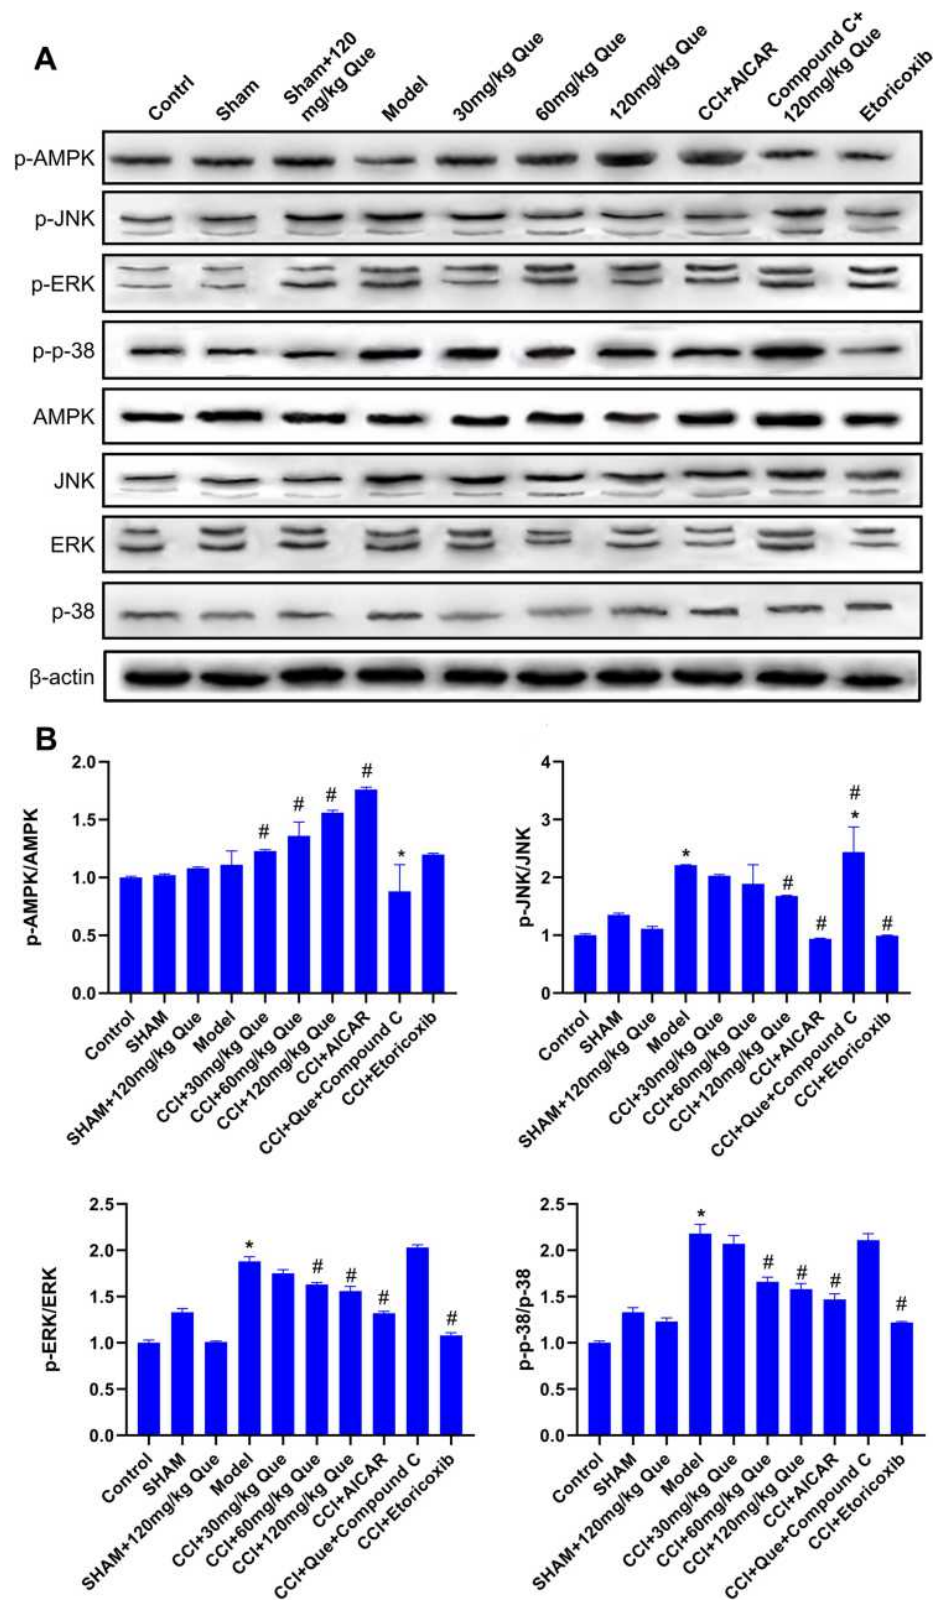 A
Contrl
Sham
Sham+120
mg/kg Que
Model
30mg/kg Que
60mg/kg Que
120mg/kg Que
CCI+AICAR
Compound C+
120mg/kg Que
Etoricoxib
p-AMPK
p-JNK
p-ERK
p-p-38
AMPK
JNK
ERK
p-38
β-actin
B
p-AMPK/AMPK
2.0
1.5
1.0
0.5
0.0
# # # # *
Control
SHAM
SHAM+120mg/kg Que
Model
CCI+30mg/kg Que
CCI+60mg/kg Que
CCI+120mg/kg Que
CCI+AICAR
CCI+Que+Compound C
CCI+Etoricoxib
p-JNK/JNK
4
3
2
1
0
* # # # * #
Control
SHAM
SHAM+120mg/kg Que
Model
CCI+30mg/kg Que
CCI+60mg/kg Que
CCI+120mg/kg Que
CCI+AICAR
CCI+Que+Compound C
CCI+Etoricoxib
p-ERK/ERK
2.5
2.0
1.5
1.0
0.5
0.0
* # # # #
Control
SHAM
SHAM+120mg/kg Que
Model
CCI+30mg/kg Que
CCI+60mg/kg Que
CCI+120mg/kg Que
CCI+AICAR
CCI+Que+Compound C
CCI+Etoricoxib
p-p-38/p-38
2.5
2.0
1.5
1.0
0.5
0.0
* # # # #
Control
SHAM
SHAM+120mg/kg Que
Model
CCI+30mg/kg Que
CCI+60mg/kg Que
CCI+120mg/kg Que
CCI+AICAR
CCI+Que+Compound C
CCI+Etoricoxib